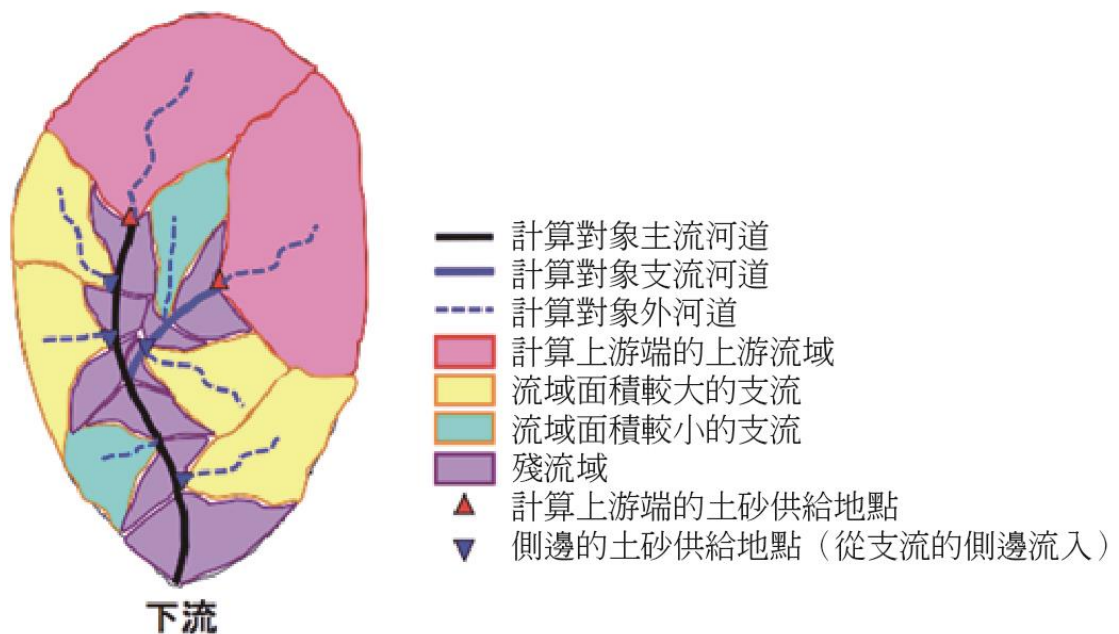 計算對象主流河道
計算對象支流河道
計算對象外河道
計算上游端的上游流域
流域面積較大的支流
流域面積較小的支流
殘流域
計算上游端的土砂供給地點
側邊的土砂供給地點（從支流的側邊流入）
下流